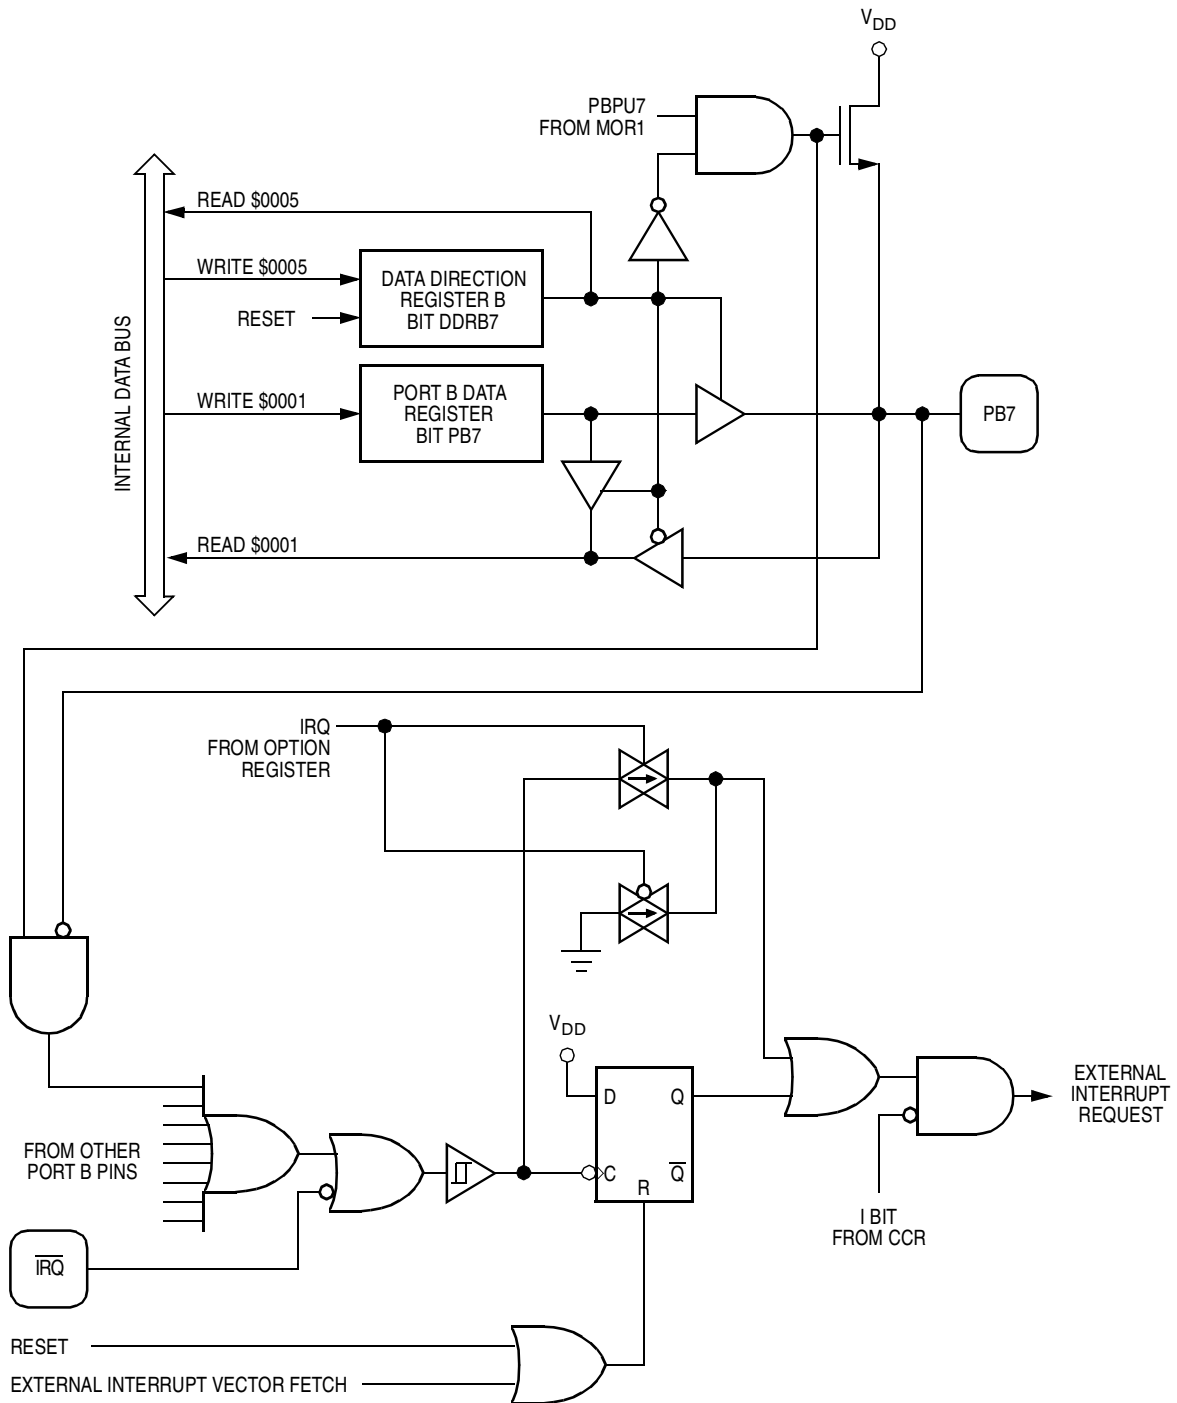 VDD
PBPU7
FROM MOR1
READ $0005
WRITE $0005
DATA DIRECTION
REGISTER B
BIT DDRB7
RESET
INTERNAL DATA BUS
WRITE $0001
PORT B DATA
REGISTER
BIT PB7
PB7
READ $0001
IRQ
FROM OPTION
REGISTER
VDD
D
Q
C
Q
R
EXTERNAL
INTERRUPT
REQUEST
FROM OTHER
PORT B PINS
I BIT
FROM CCR
IRQ
RESET
EXTERNAL INTERRUPT VECTOR FETCH